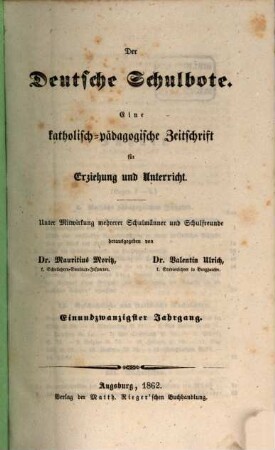 Der
Deutsche Schulbote.
Eine
katholisch=pädagogische Zeitschrift
für
Erziehung und Unterricht.
Unter Mitwirkung mehrerer Schulmänner und Schulfreunde
herausgegeben von
Dr. Mauritius Moritz, Dr. Valentin Ulrich,
Einundzwanzigster Jahrgang.
Augsburg, 1862.
Verlag der Matth. Rieger'schen Buchhandlung.